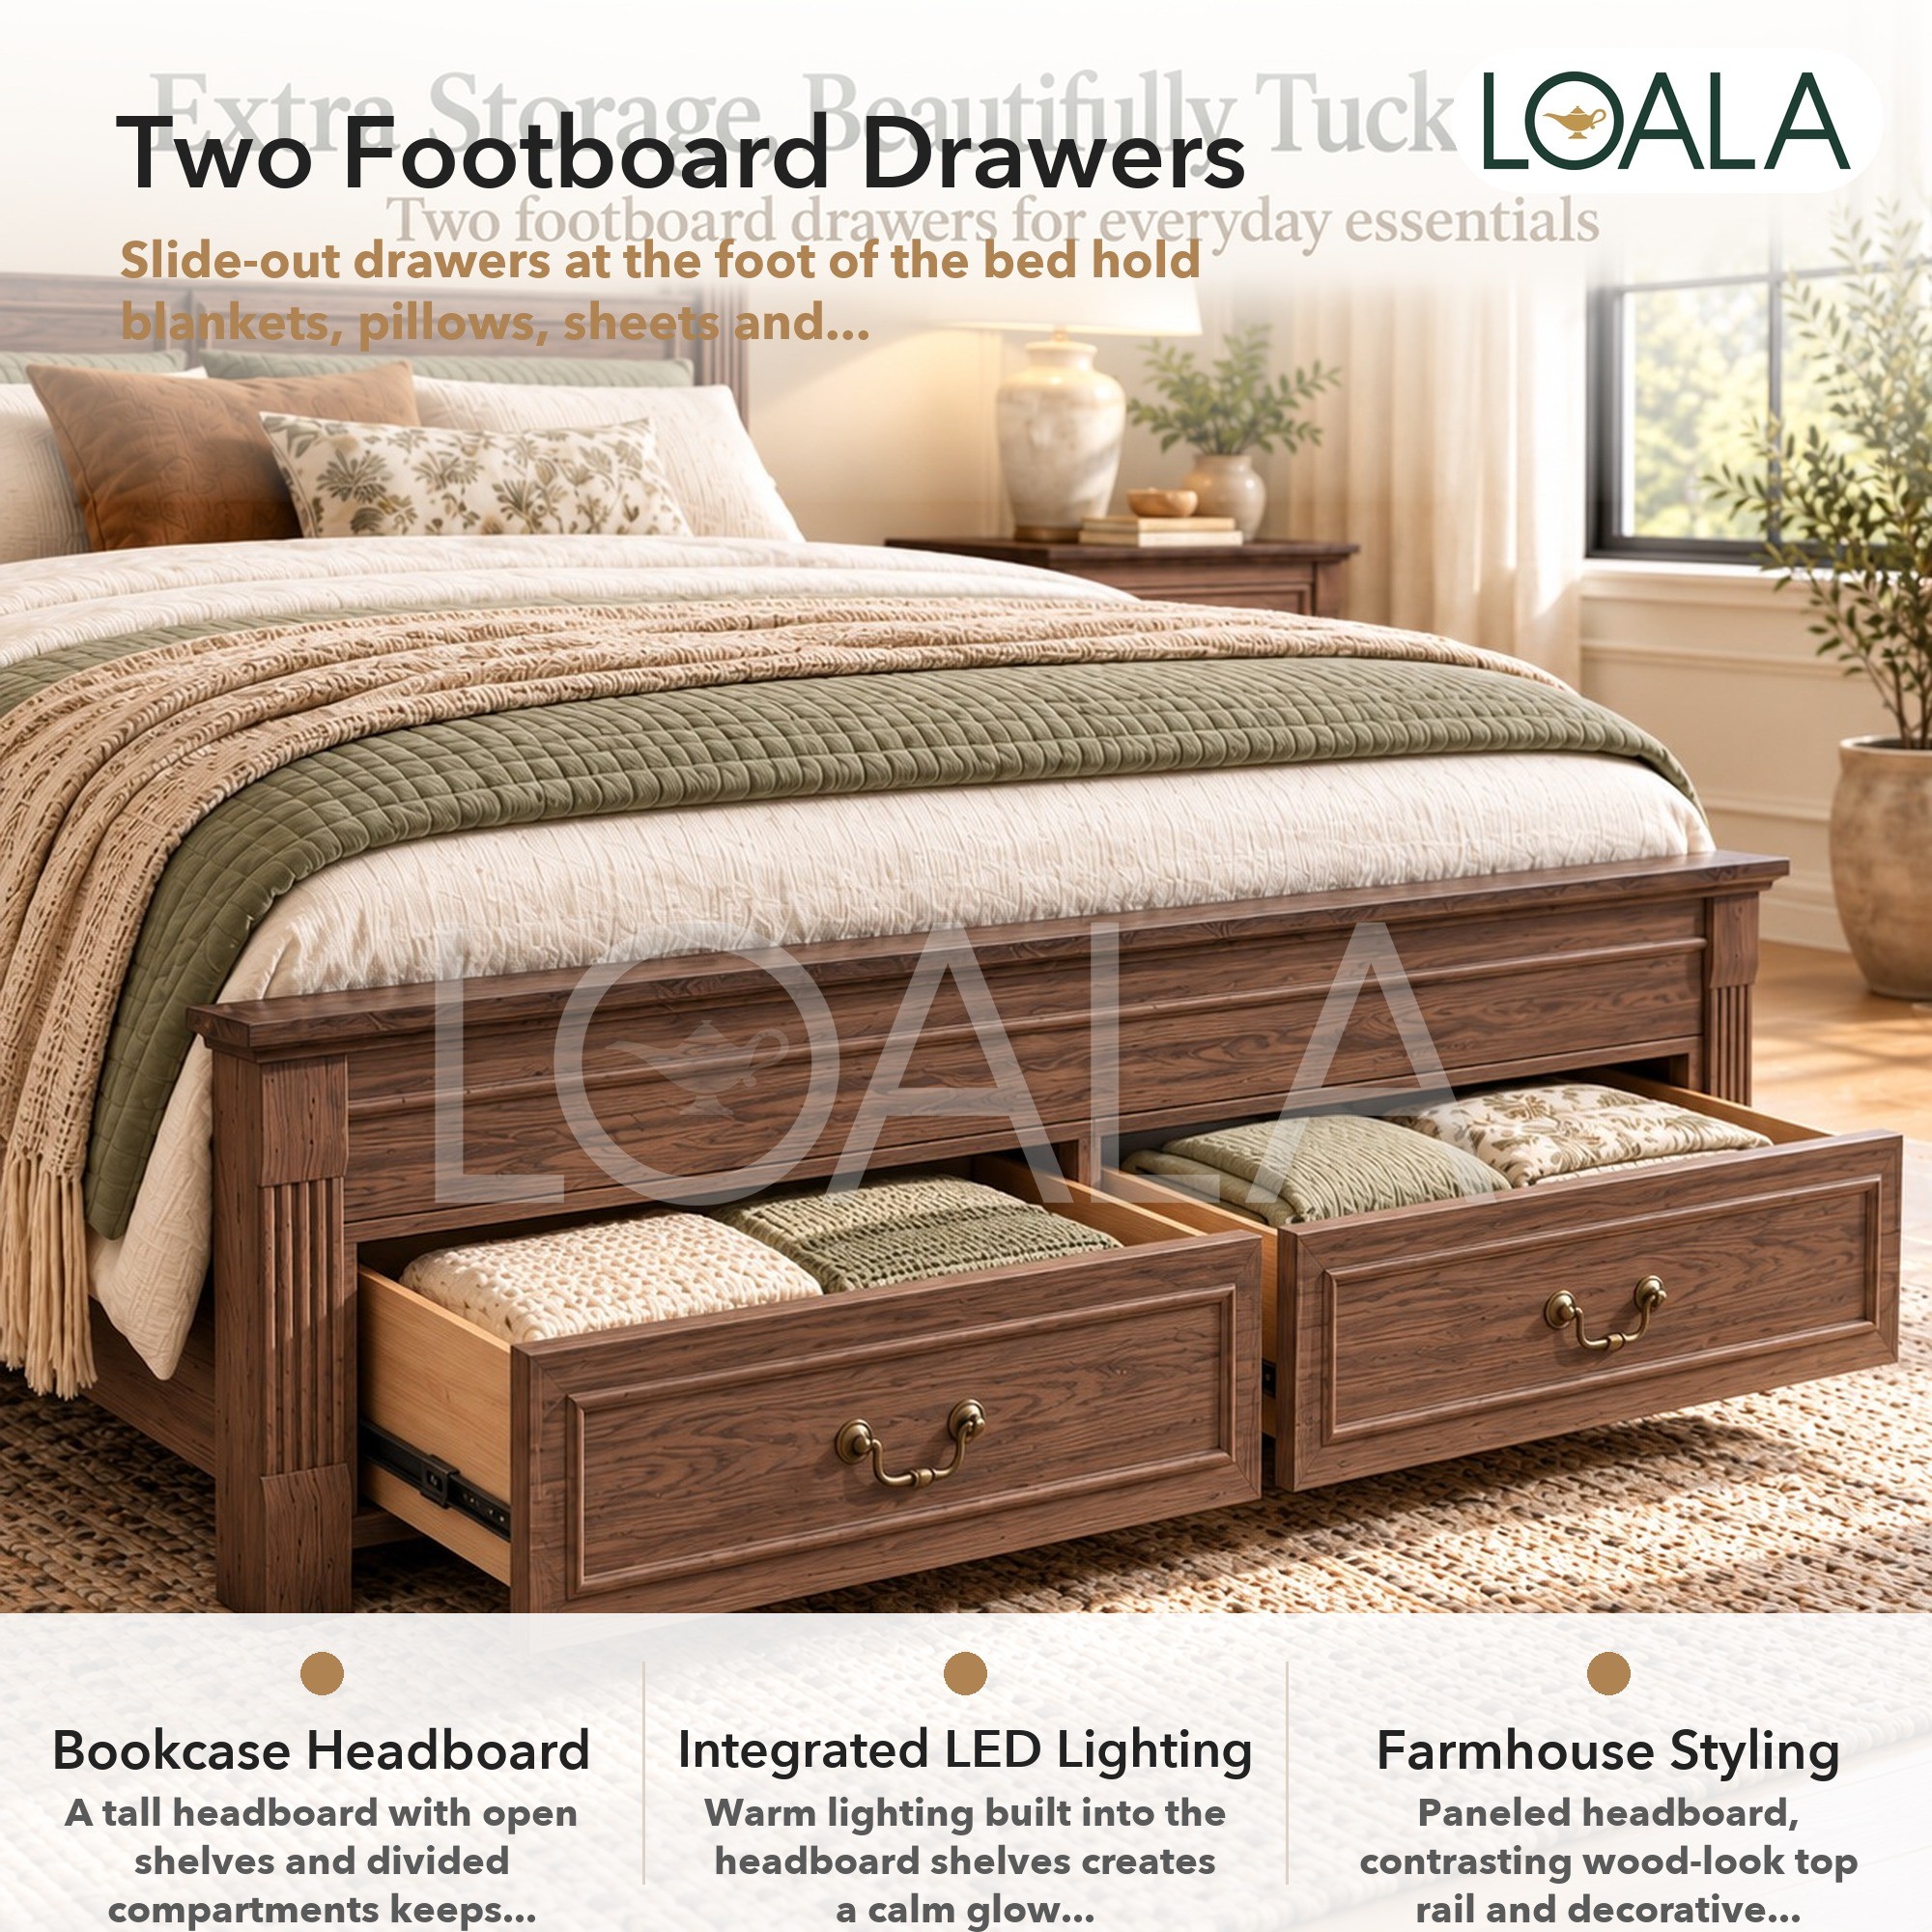 Extra Storage, Beautifully Tuck
LOALA
Two Footboard Drawers
Two footboard drawers for everyday essentials
Slide-out drawers at the foot of the bed hold
blankets, pillows, sheets and...
LOALA
Bookcase Headboard
A tall headboard with open
shelves and divided
compartments keeps...
Integrated LED Lighting
Warm lighting built into the
headboard shelves creates
a calm glow...
Farmhouse Styling
Paneled headboard,
contrasting wood-look top
rail and decorative...